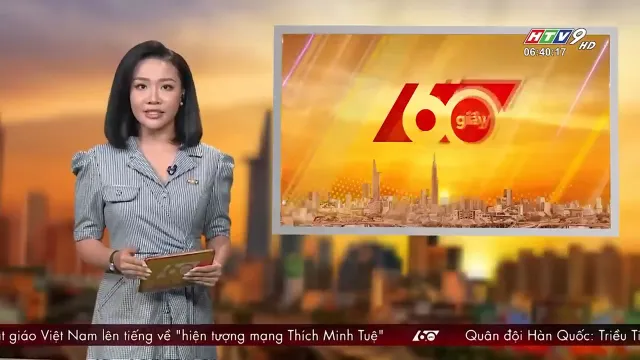 HTV9 HD
06:40:17
60 giây
giáo Việt Nam lên tiếng về "hiện tượng mạng Thích Minh Tuệ" 60 Quân đội Hàn Quốc: Triều